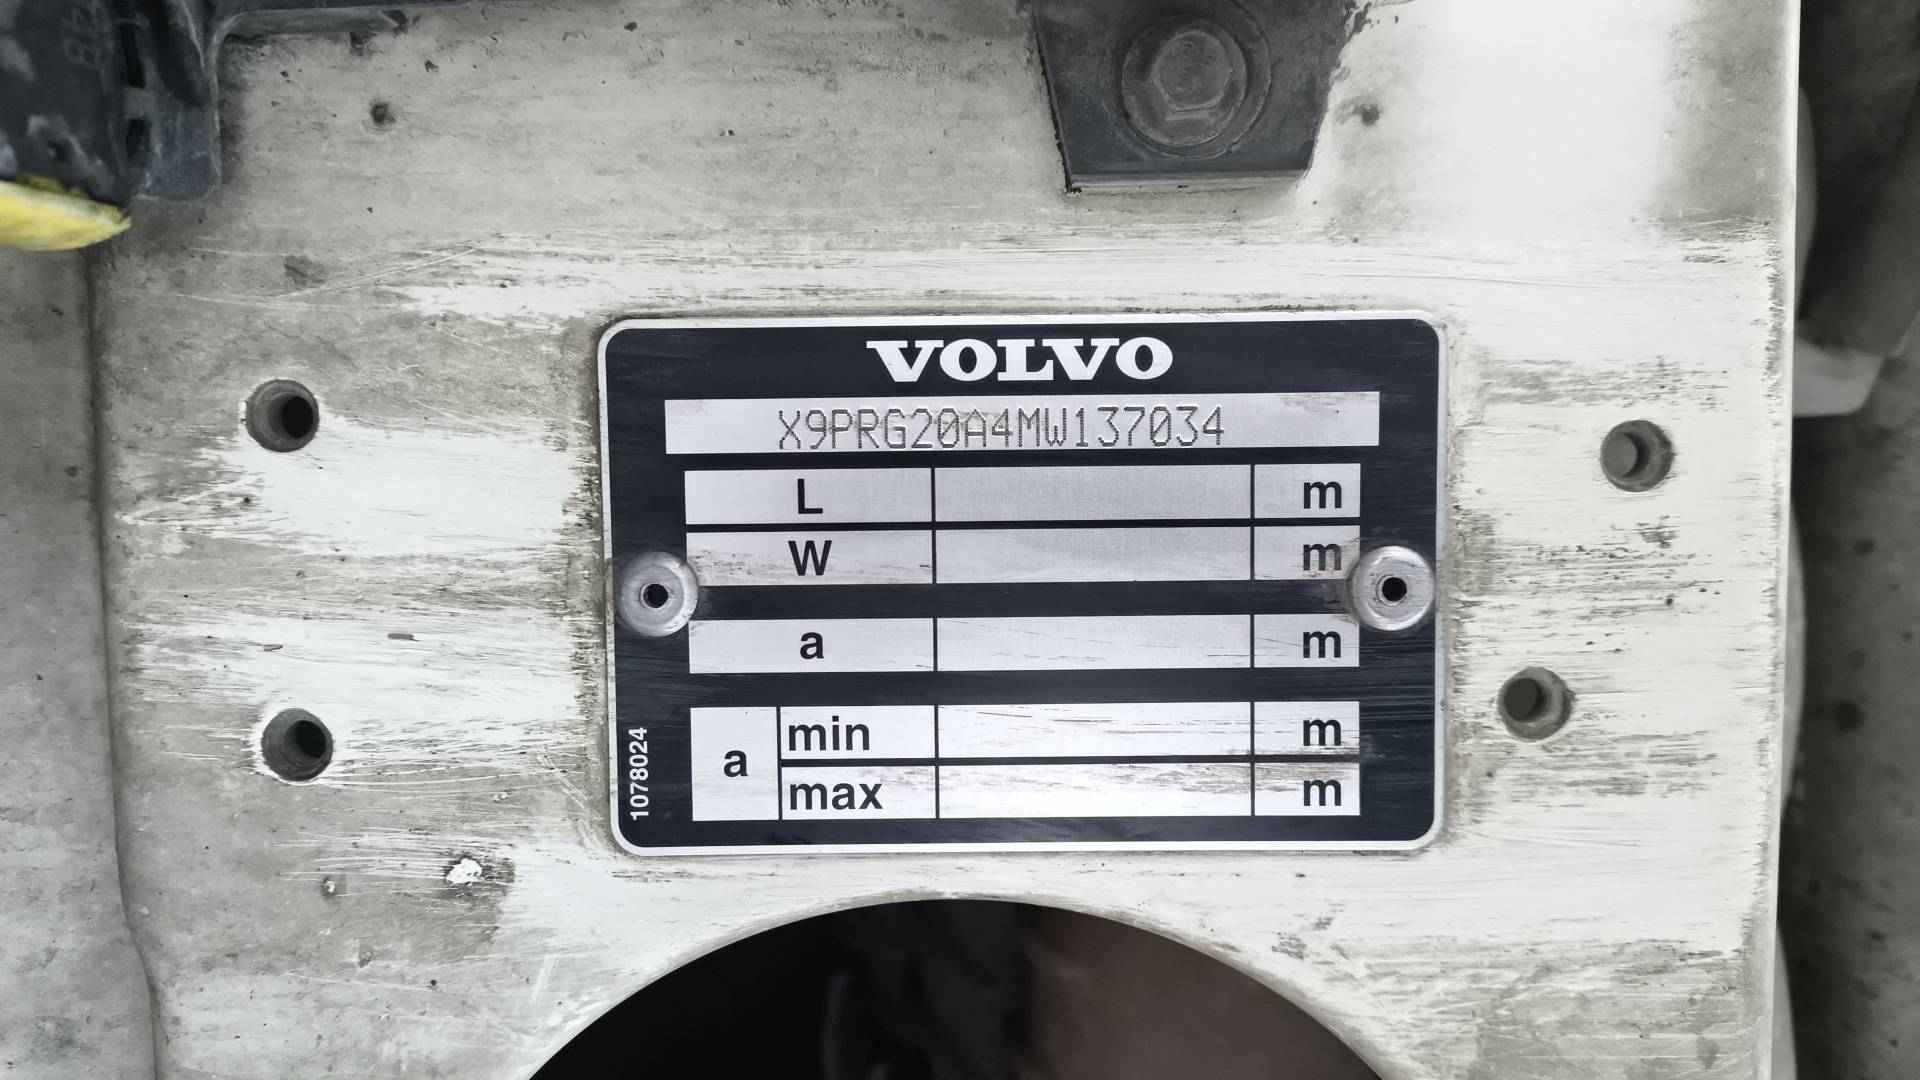 VOLVO
X9PRG20A4MW137034
L m
W m
a m
a min m
max m
1078024